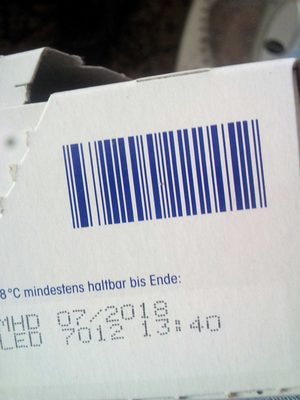 8°C mindestens haltbar bis Ende:
MHD 07/2018
LED 7012 13:40